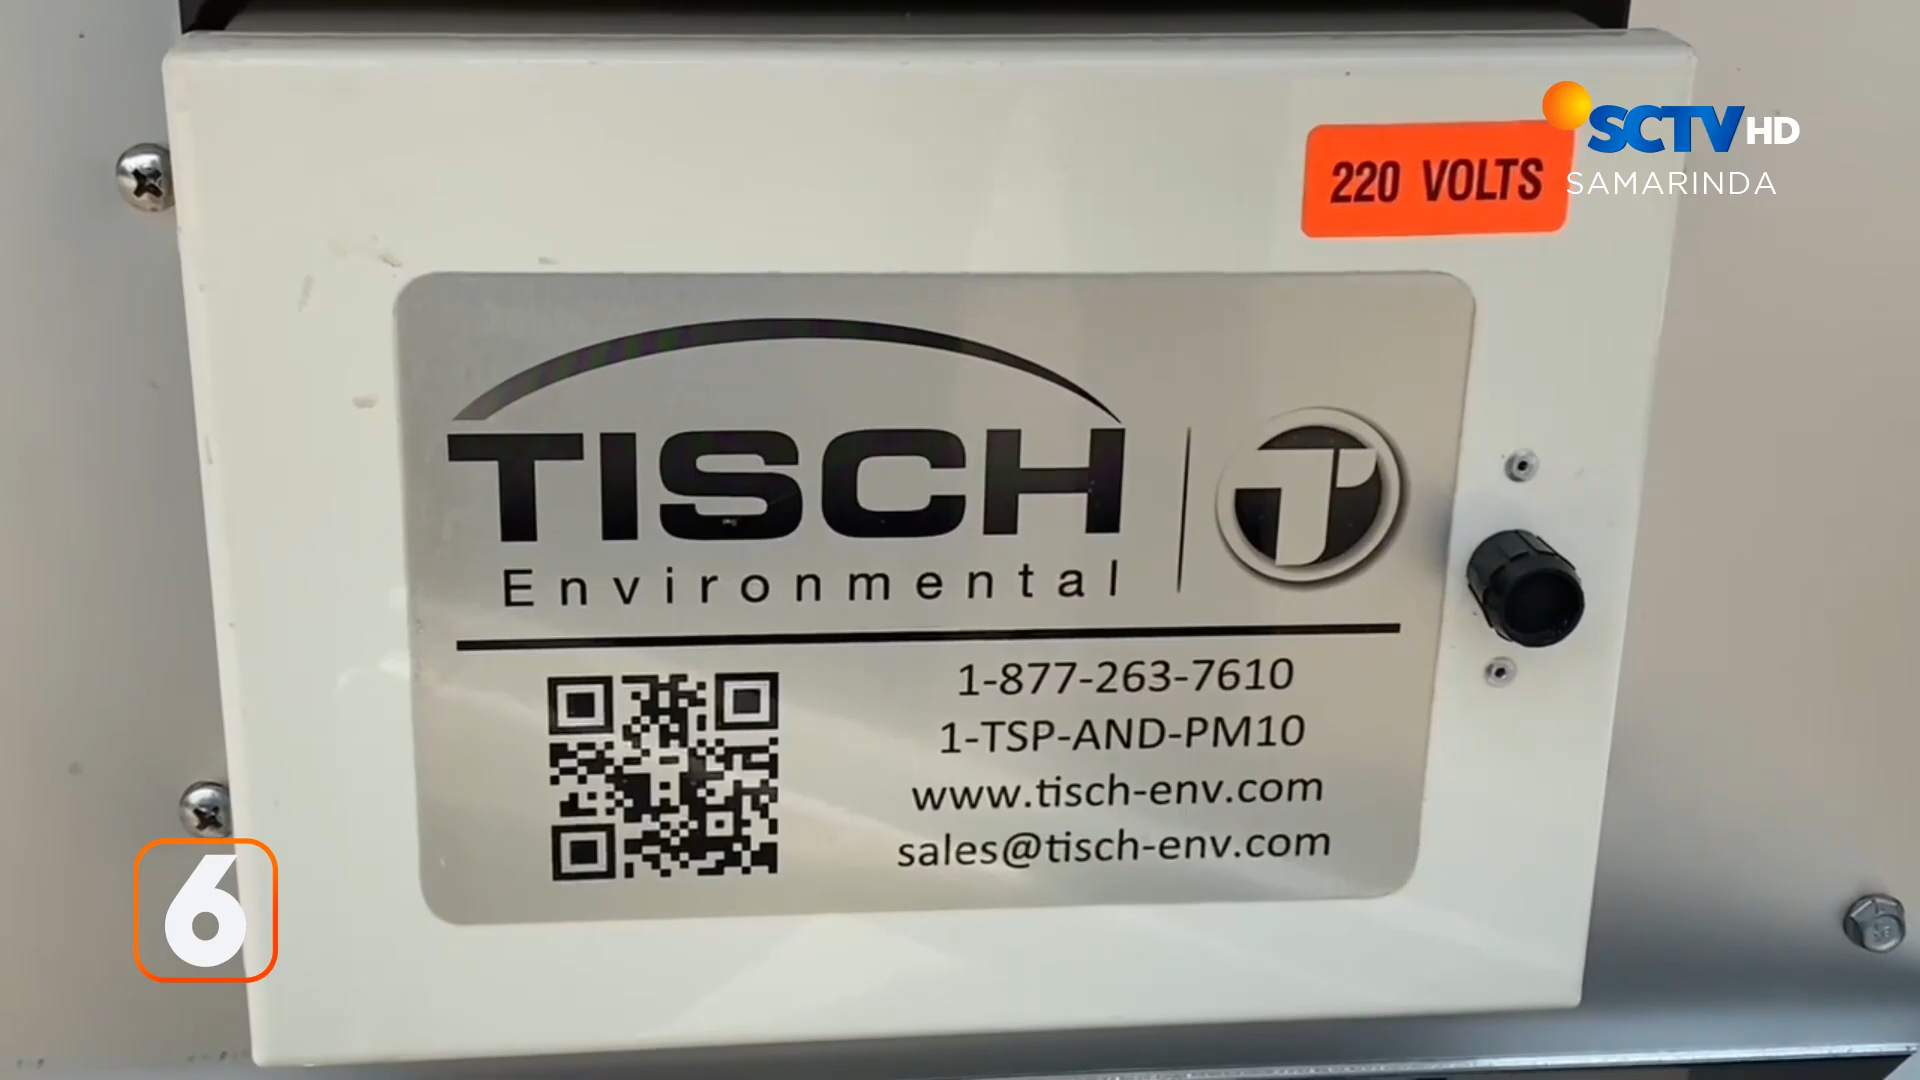 SCTV HD
SAMARINDA
220 VOLTS
TISCH
Environmental
1-877-263-7610
1-TSP-AND-PM10
www.tisch-env.com
sales@tisch-env.com
6